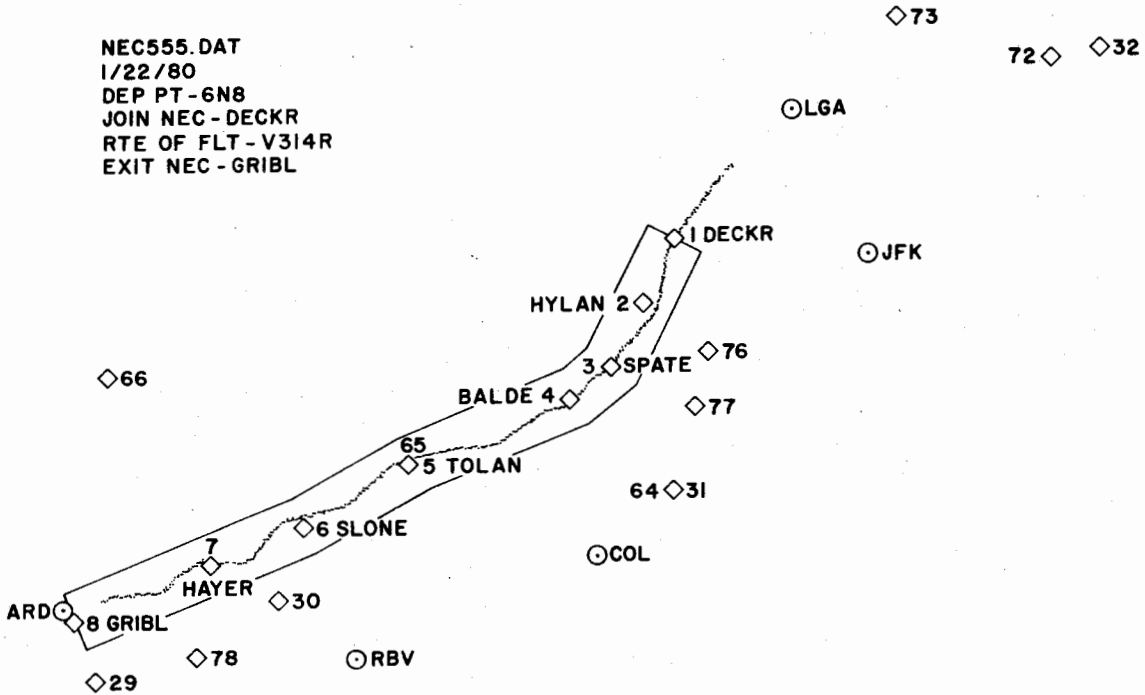 73
72
32
NEC555.DAT
1/22/80
DEP PT-6N8
JOIN NEC-DECKR
RTE OF FLT-V314R
EXIT NEC-GRIBL
LGA
1 DECKR
JFK
HYLAN 2
76
3 SPATE
66
BALDE 4
77
65
5 TOLAN
64 31
6 SLONE
7
COL
HAYER
30
ARD
8 GRIBL
78
RBV
29